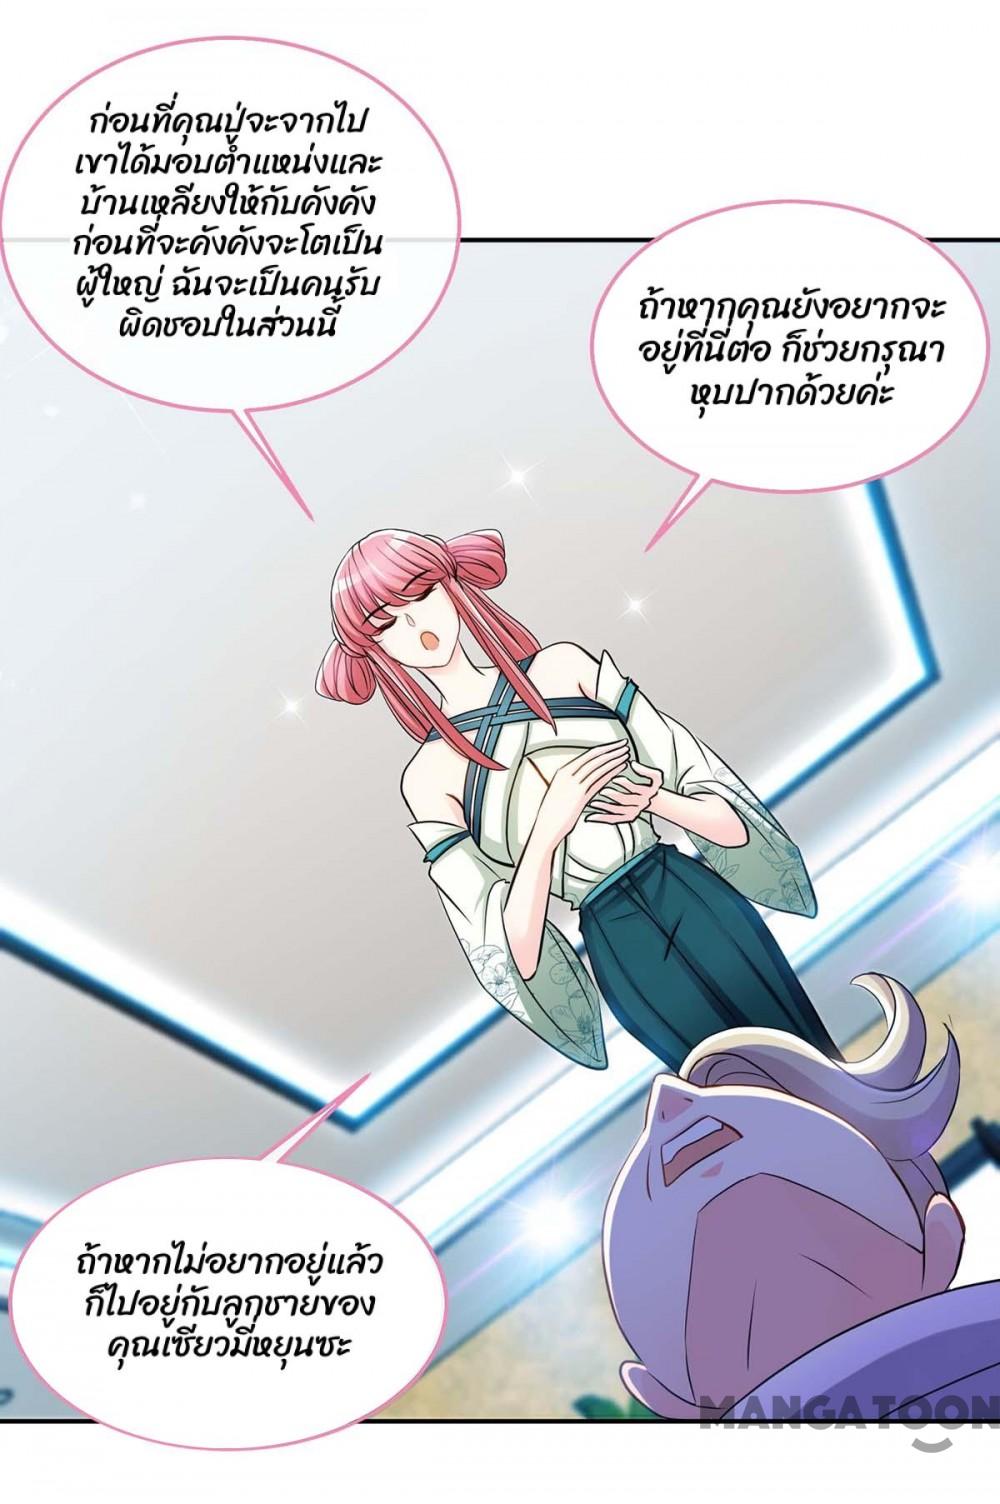 ก่อนที่คุณปู่จะจากไป
เขาได้มอบตำแหน่งและ
บ้านเหลียงให้กับคังคัง
ก่อนที่จะคังคังจะโตเป็น
ผู้ใหญ่ ฉันจะเป็นคนรับ
ผิดชอบในส่วนนี้
ถ้าหากคุณยังอยากจะ
อยู่ที่นี่ต่อ ก็ช่วยกรุณา
หุบปากด้วยค่ะ
ถ้าหากไม่อยากอยู่แล้ว
ก็ไปอยู่กับลูกชายของ
คุณเซียวมี่หยุนซะ
MANGATOON